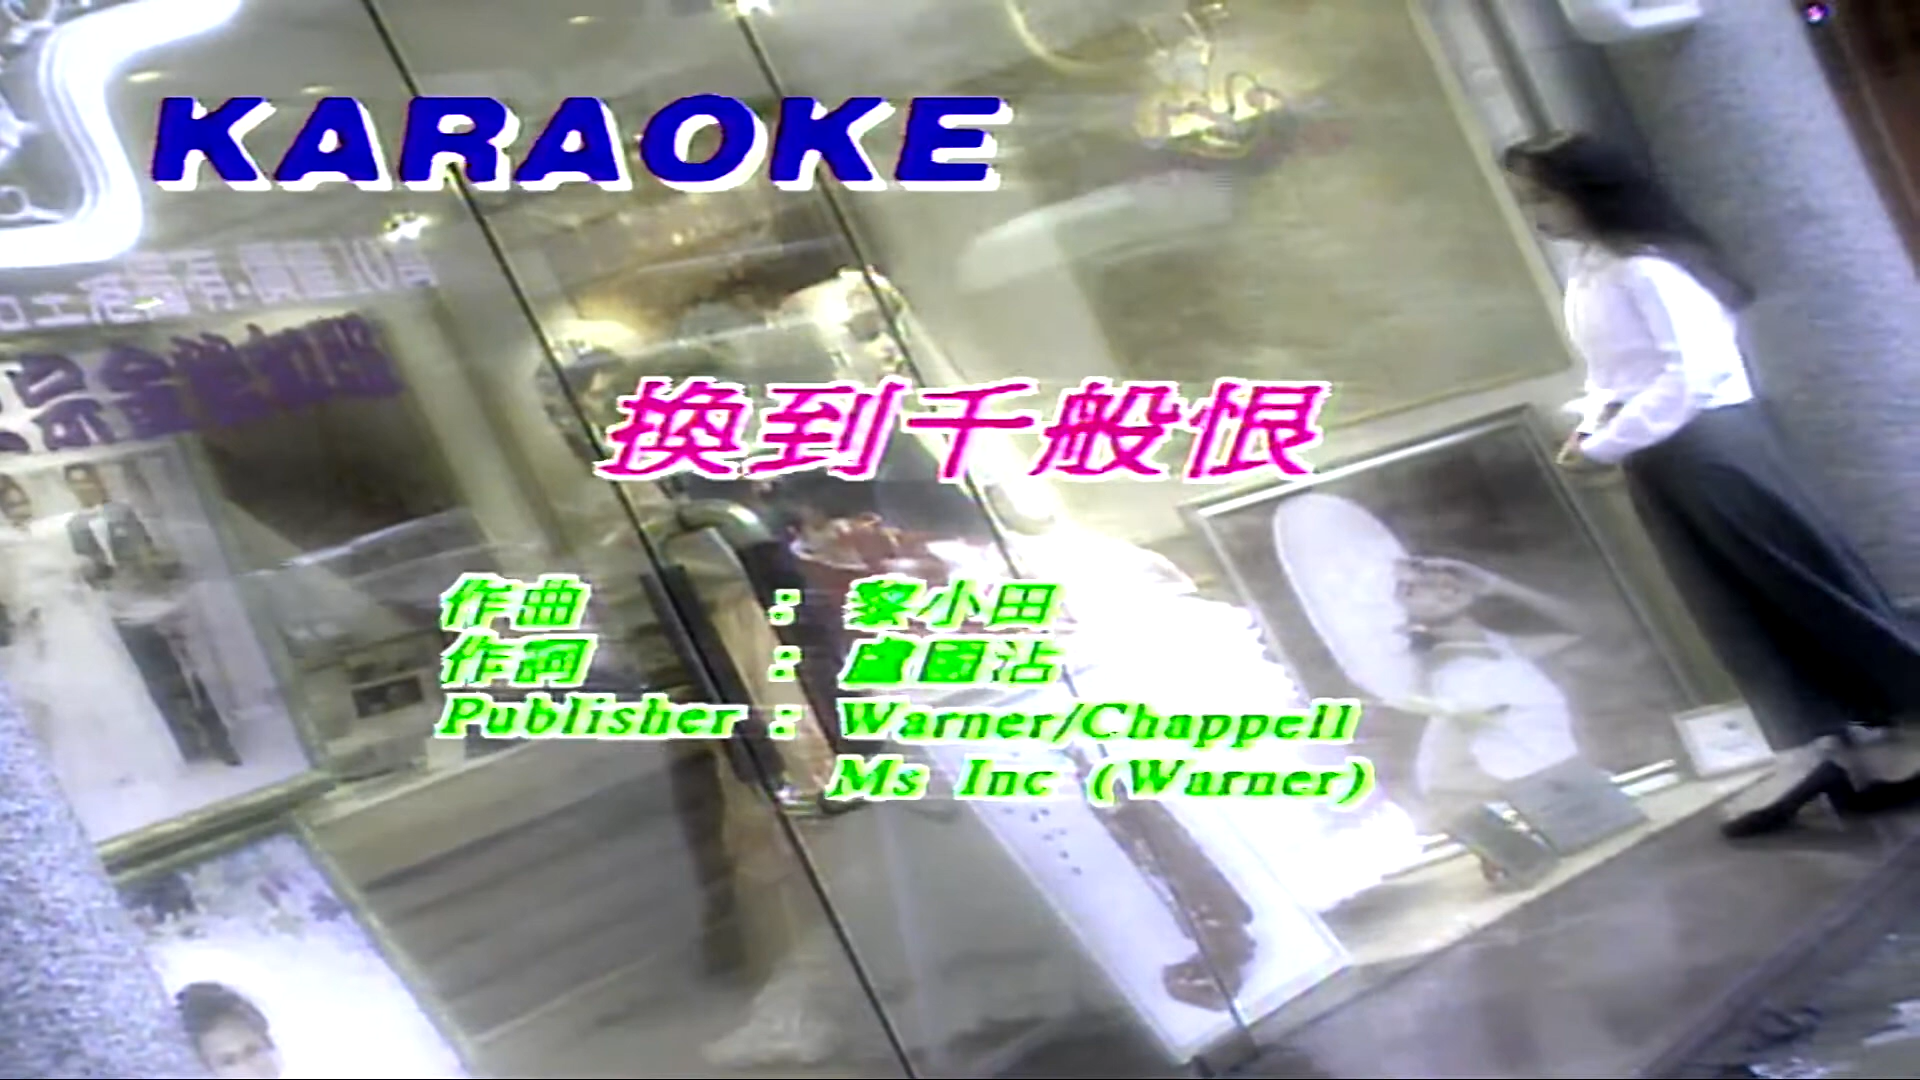 KARAOKE
換到千般恨
作曲 : 黎小田
作詞 : 盧國沾
Publisher : Warner/Chappell
Ms Inc (Warner)